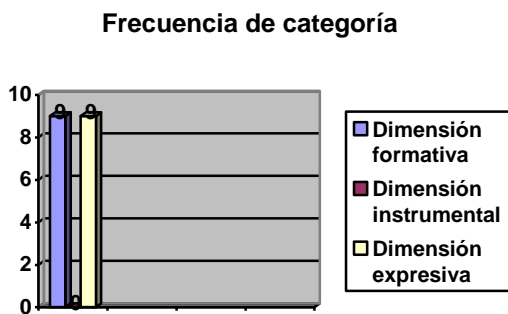 Frecuencia de categoría
10
8
6
4
2
0
9
0
9
Dimensión
formativa
Dimensión
instrumental
Dimensión
expresiva